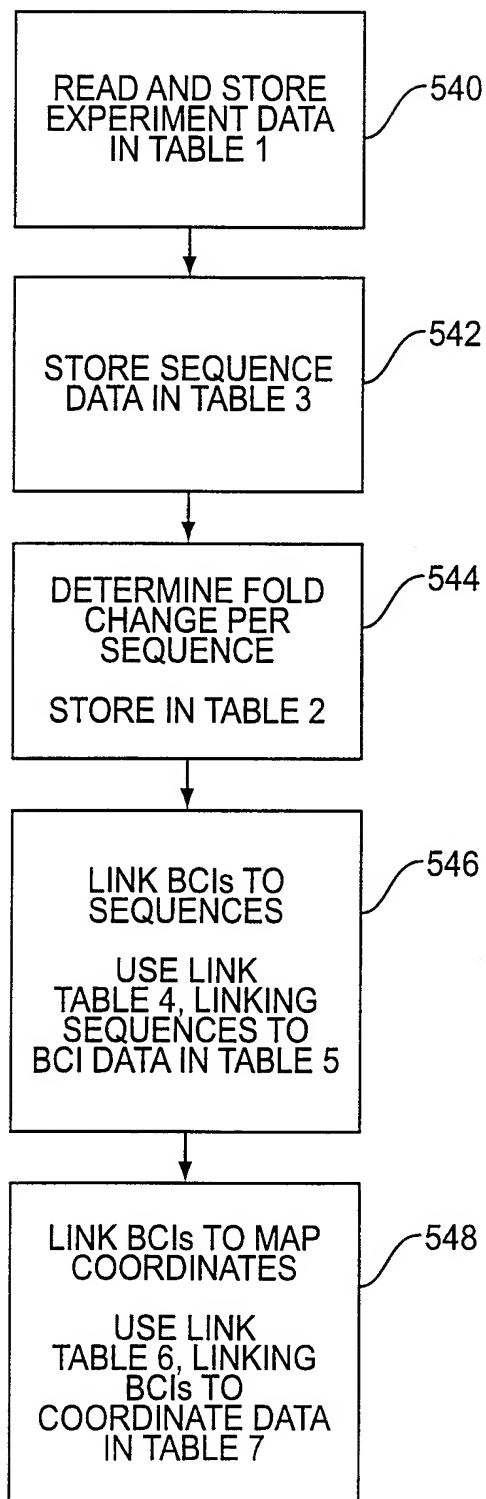 READ AND STORE
EXPERIMENT DATA
IN TABLE 1
540
STORE SEQUENCE
DATA IN TABLE 3
542
DETERMINE FOLD
CHANGE PER
SEQUENCE
STORE IN TABLE 2
544
LINK BCIs TO
SEQUENCES
USE LINK
TABLE 4, LINKING
SEQUENCES TO
BCI DATA IN TABLE 5
546
LINK BCIs TO MAP
COORDINATES
USE LINK
TABLE 6, LINKING
BCIs TO
COORDINATE DATA
IN TABLE 7
548